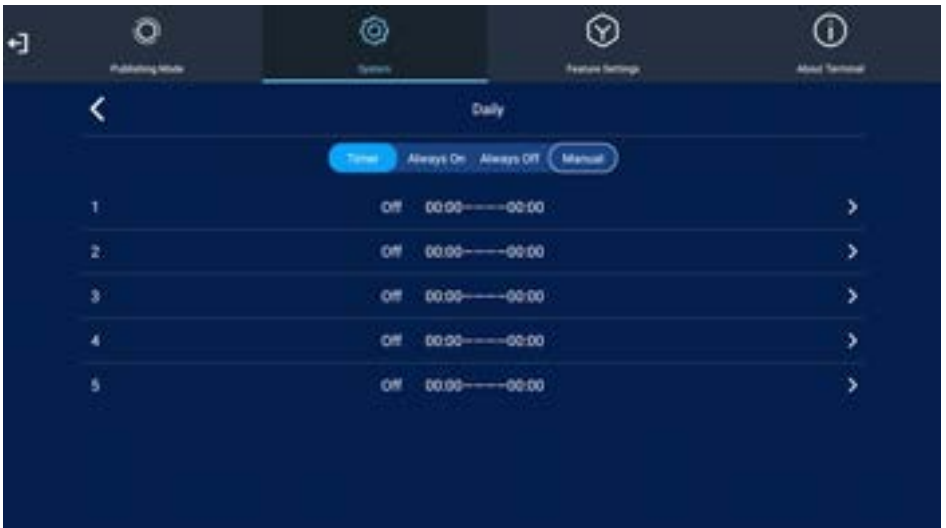 Publishing Mode System Feature Settings About Terminal
Daily
Timer Always On Always Off Manual
1 Off 00:00-----00:00
2 Off 00:00-----00:00
3 Off 00:00-----00:00
4 Off 00:00-----00:00
5 Off 00:00-----00:00